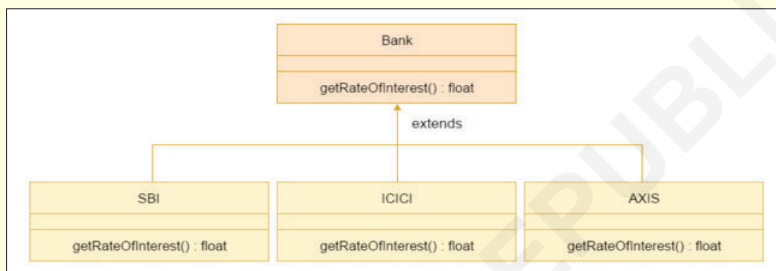 Bank
getRateOfInterest() : float
extends
SBI
getRateOfInterest() : float
ICICI
getRateOfInterest() : float
AXIS
getRateOfInterest() : float